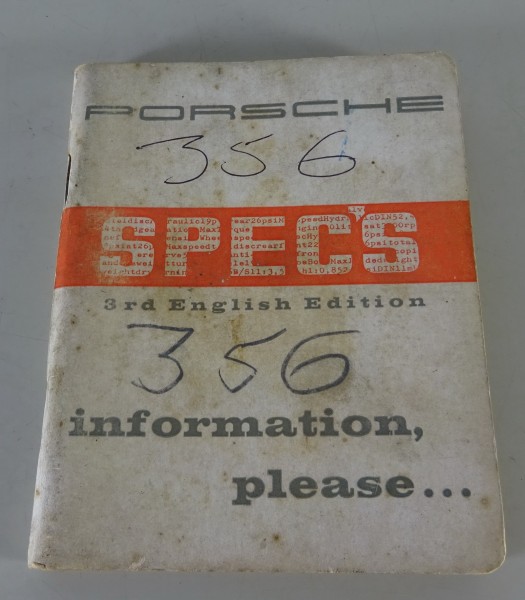 PORSCHE
356
SPECS
3rd English Edition
356
information,
please...